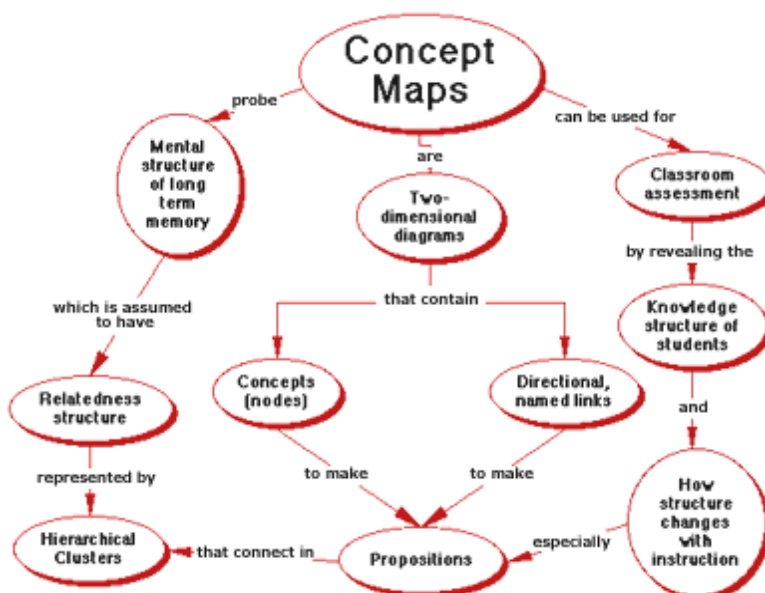 Concept
Maps
probe
can be used for
are
Mental
structure
of long
term
memory
Two-
dimensional
diagrams
Classroom
assessment
by revealing the
that contain
which is assumed
to have
Knowledge
structure of
students
Concepts
(nodes)
Directional,
named links
Relatedness
structure
and
represented by
to make
to make
How
structure
changes
with
instruction
Hierarchical
Clusters
that connect in
Propositions
especially